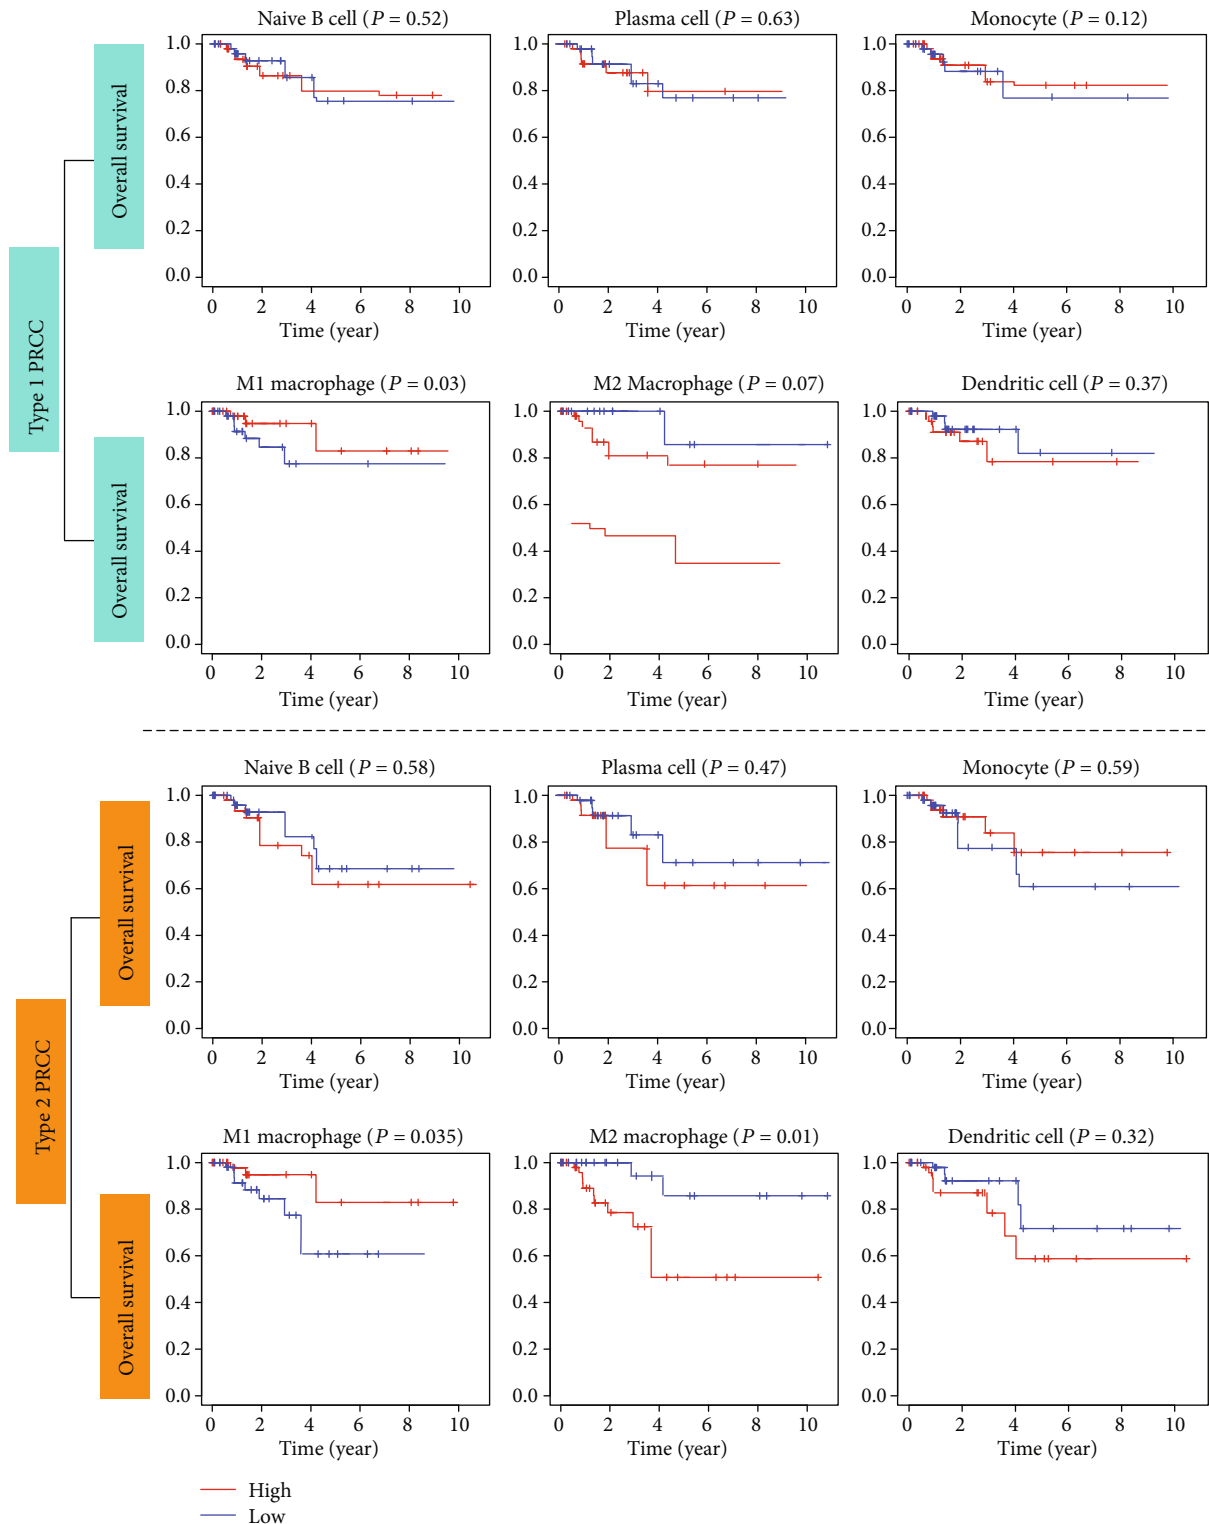 Naive B cell (P = 0.52)
Plasma cell (P = 0.63)
Monocyte (P = 0.12)
1.0
0.8
0.6
0.4
0.2
0.0
0 2 4 6 8 10
Time (year)
1.0
0.8
0.6
0.4
0.2
0.0
0 2 4 6 8 10
Time (year)
1.0
0.8
0.6
0.4
0.2
0.0
0 2 4 6 8 10
Time (year)
Overall survival
Type 1 PRCC
M1 macrophage (P = 0.03)
M2 Macrophage (P = 0.07)
Dendritic cell (P = 0.37)
1.0
0.8
0.6
0.4
0.2
0.0
0 2 4 6 8 10
Time (year)
1.0
0.8
0.6
0.4
0.2
0.0
0 2 4 6 8 10
Time (year)
1.0
0.8
0.6
0.4
0.2
0.0
0 2 4 6 8 10
Time (year)
Overall survival
Naive B cell (P = 0.58)
Plasma cell (P = 0.47)
Monocyte (P = 0.59)
1.0
0.8
0.6
0.4
0.2
0.0
0 2 4 6 8 10
Time (year)
1.0
0.8
0.6
0.4
0.2
0.0
0 2 4 6 8 10
Time (year)
1.0
0.8
0.6
0.4
0.2
0.0
0 2 4 6 8 10
Time (year)
Overall survival
Type 2 PRCC
M1 macrophage (P = 0.035)
M2 macrophage (P = 0.01)
Dendritic cell (P = 0.32)
1.0
0.8
0.6
0.4
0.2
0.0
0 2 4 6 8 10
Time (year)
1.0
0.8
0.6
0.4
0.2
0.0
0 2 4 6 8 10
Time (year)
1.0
0.8
0.6
0.4
0.2
0.0
0 2 4 6 8 10
Time (year)
Overall survival
High
Low